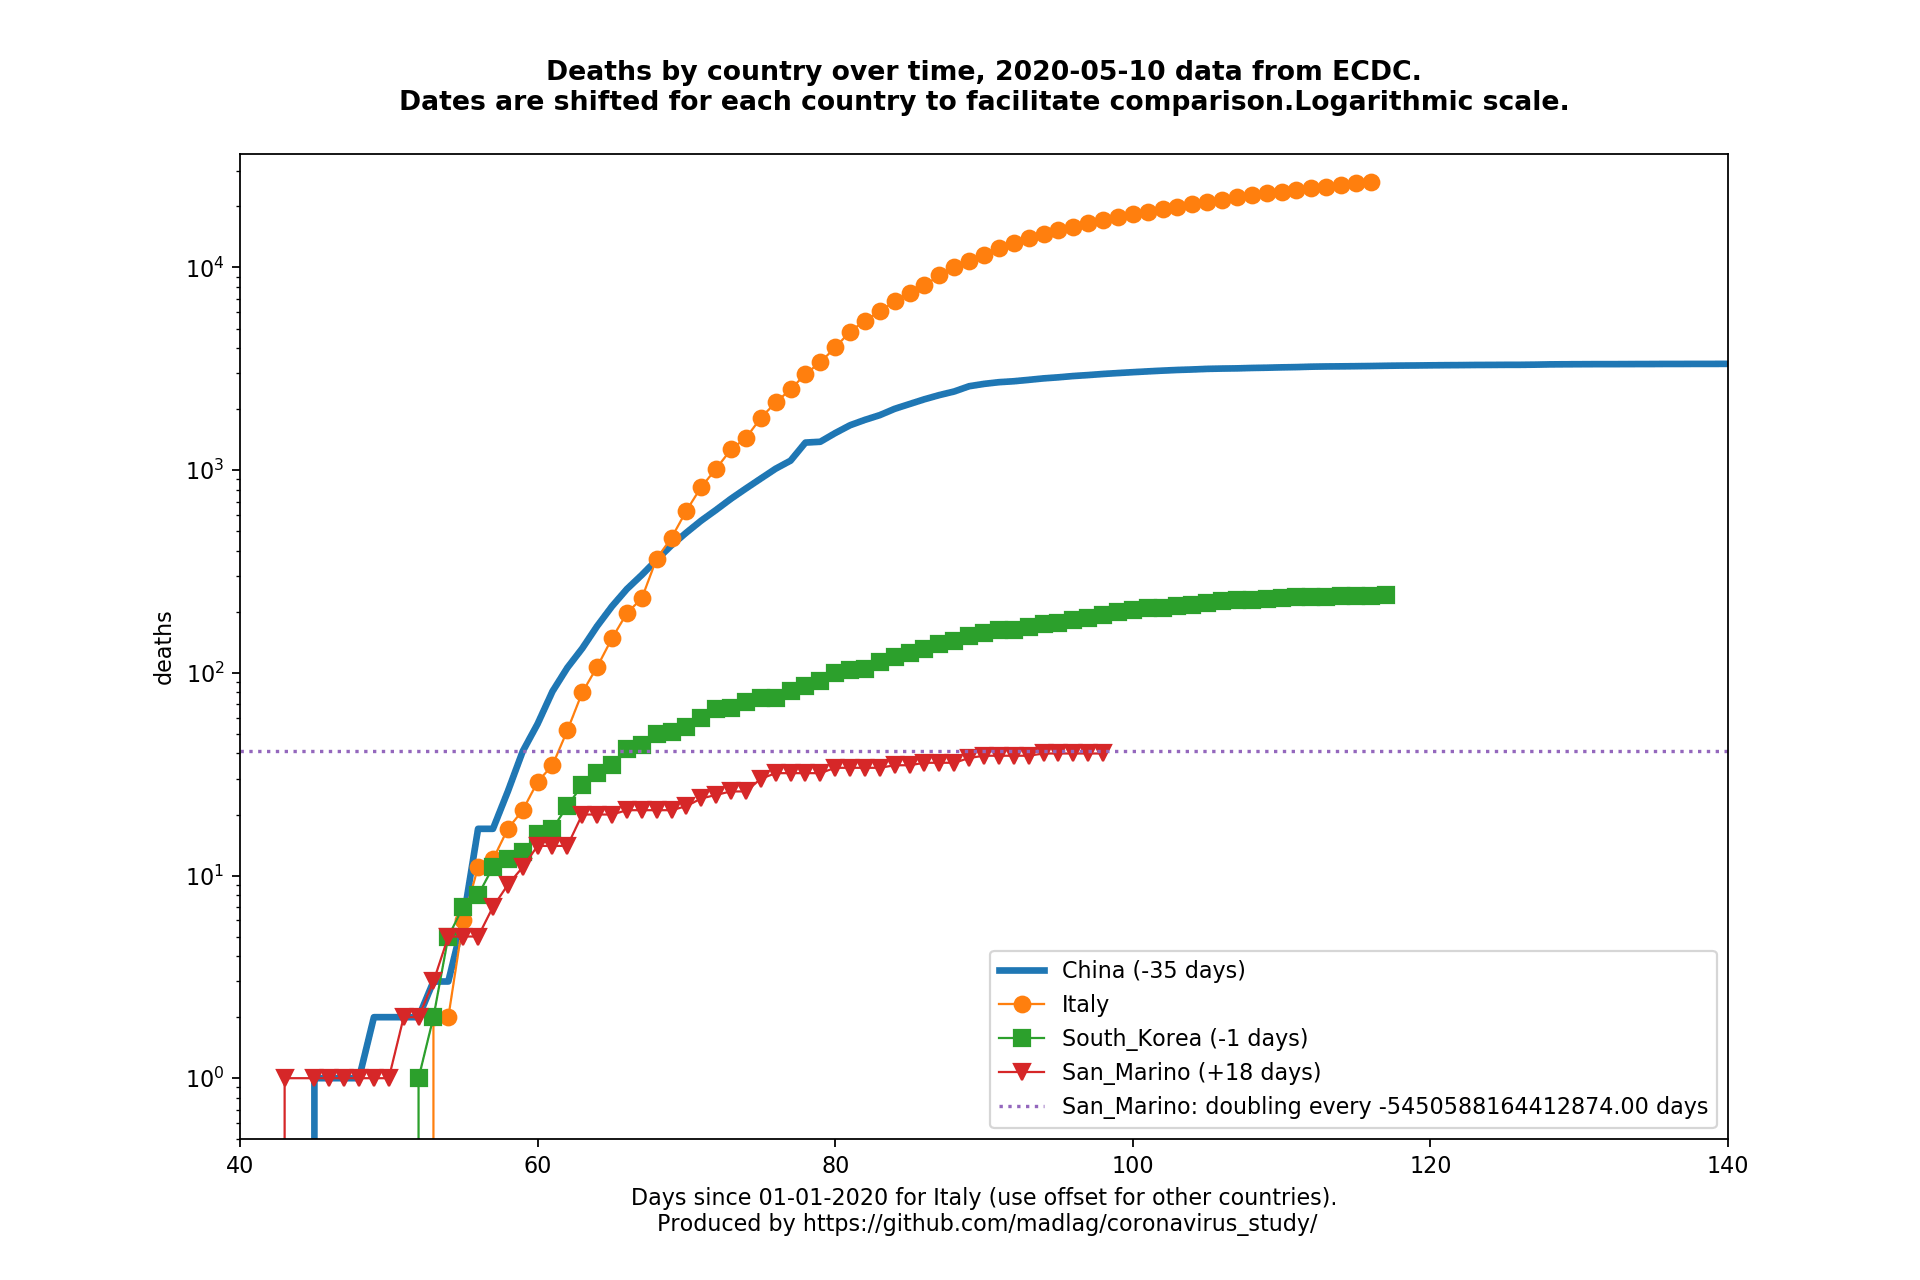 Deaths by country over time, 2020-05-10 data from ECDC.
Dates are shifted for each country to facilitate comparison.Logarithmic scale.
10^4
10^3
10^2
10^1
10^0
deaths
China (-35 days)
Italy
South_Korea (-1 days)
San_Marino (+18 days)
San_Marino: doubling every -5450588164412874.00 days
40 60 80 100 120 140
Days since 01-01-2020 for Italy (use offset for other countries).
Produced by https://github.com/madlag/coronavirus_study/